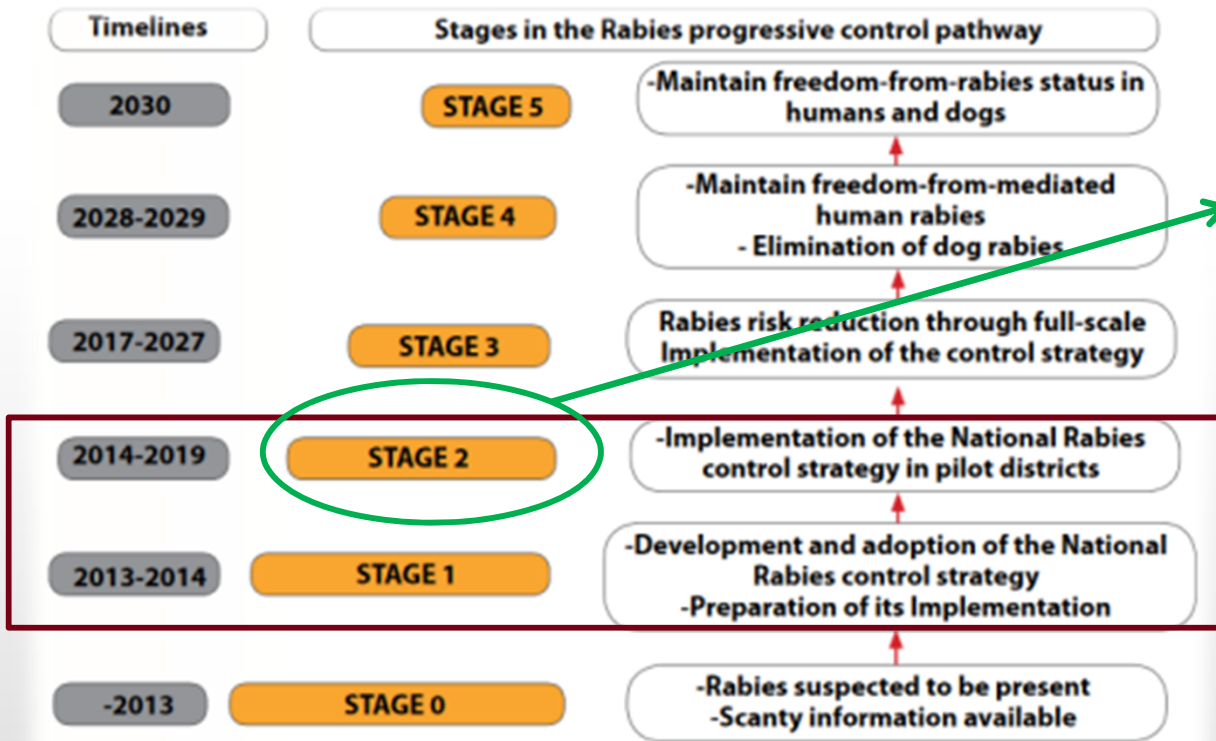 Timelines
Stages in the Rabies progressive control pathway
2030
STAGE 5
-Maintain freedom-from-rabies status in
humans and dogs
2028-2029
STAGE 4
-Maintain freedom-from-mediated
human rabies
- Elimination of dog rabies
2017-2027
STAGE 3
Rabies risk reduction through full-scale
Implementation of the control strategy
2014-2019
STAGE 2
-Implementation of the National Rabies
control strategy in pilot districts
2013-2014
STAGE 1
-Development and adoption of the National
Rabies control strategy
-Preparation of its Implementation
-2013
STAGE 0
-Rabies suspected to be present
-Scanty information available